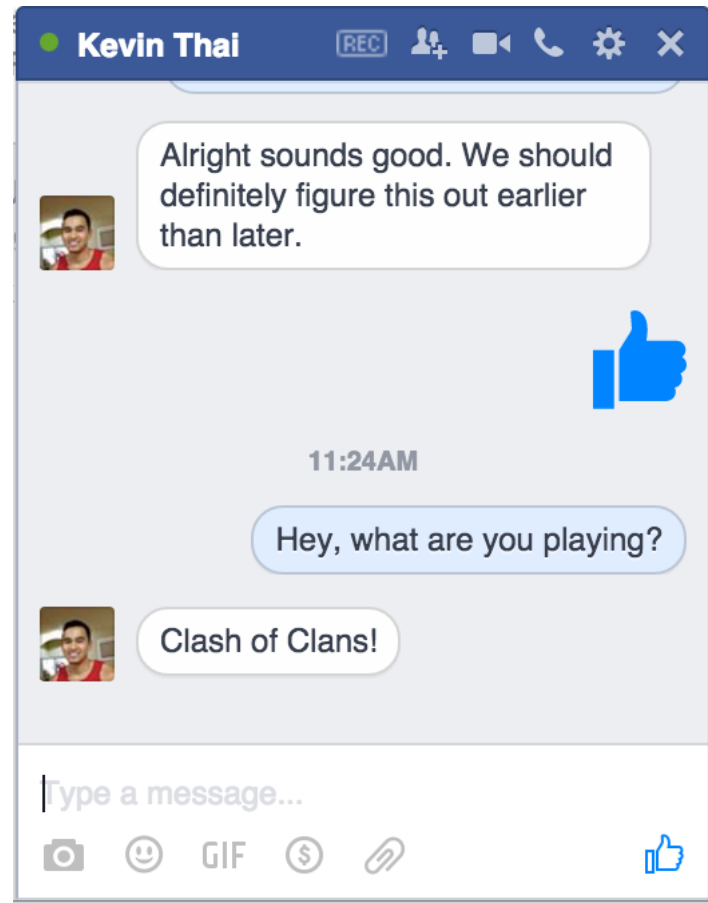 Kevin Thai
REC
Alright sounds good. We should
definitely figure this out earlier
than later.
11:24AM
Hey, what are you playing?
Clash of Clans!
Type a message...
GIF
$